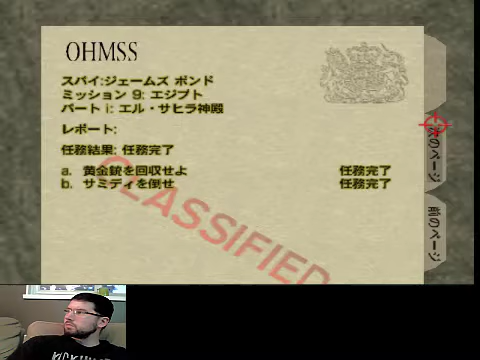 OHMSS
スパイ:ジェームズ ボンド
ミッション 9: エジプト
パート i: エル・サヒラ神殿
レポート:
任務結果: 任務完了
a. 黄金銃を回収せよ 任務完了
b. サミディを倒せ 任務完了
CLASSIFIED
次のページ
前のページ